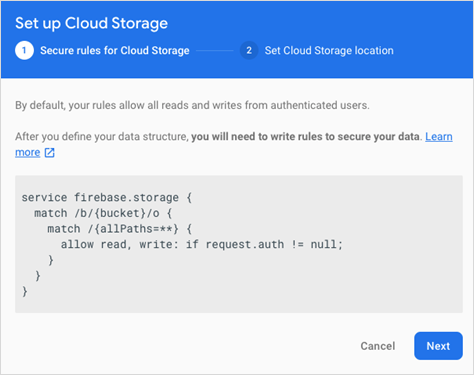 Set up Cloud Storage
1 Secure rules for Cloud Storage 2 Set Cloud Storage location
By default, your rules allow all reads and writes from authenticated users.
After you define your data structure, you will need to write rules to secure your data. Learn
more
service firebase.storage {
  match /b/{bucket}/o {
    match /{allPaths=**} {
      allow read, write: if request.auth != null;
    }
  }
}
Cancel Next